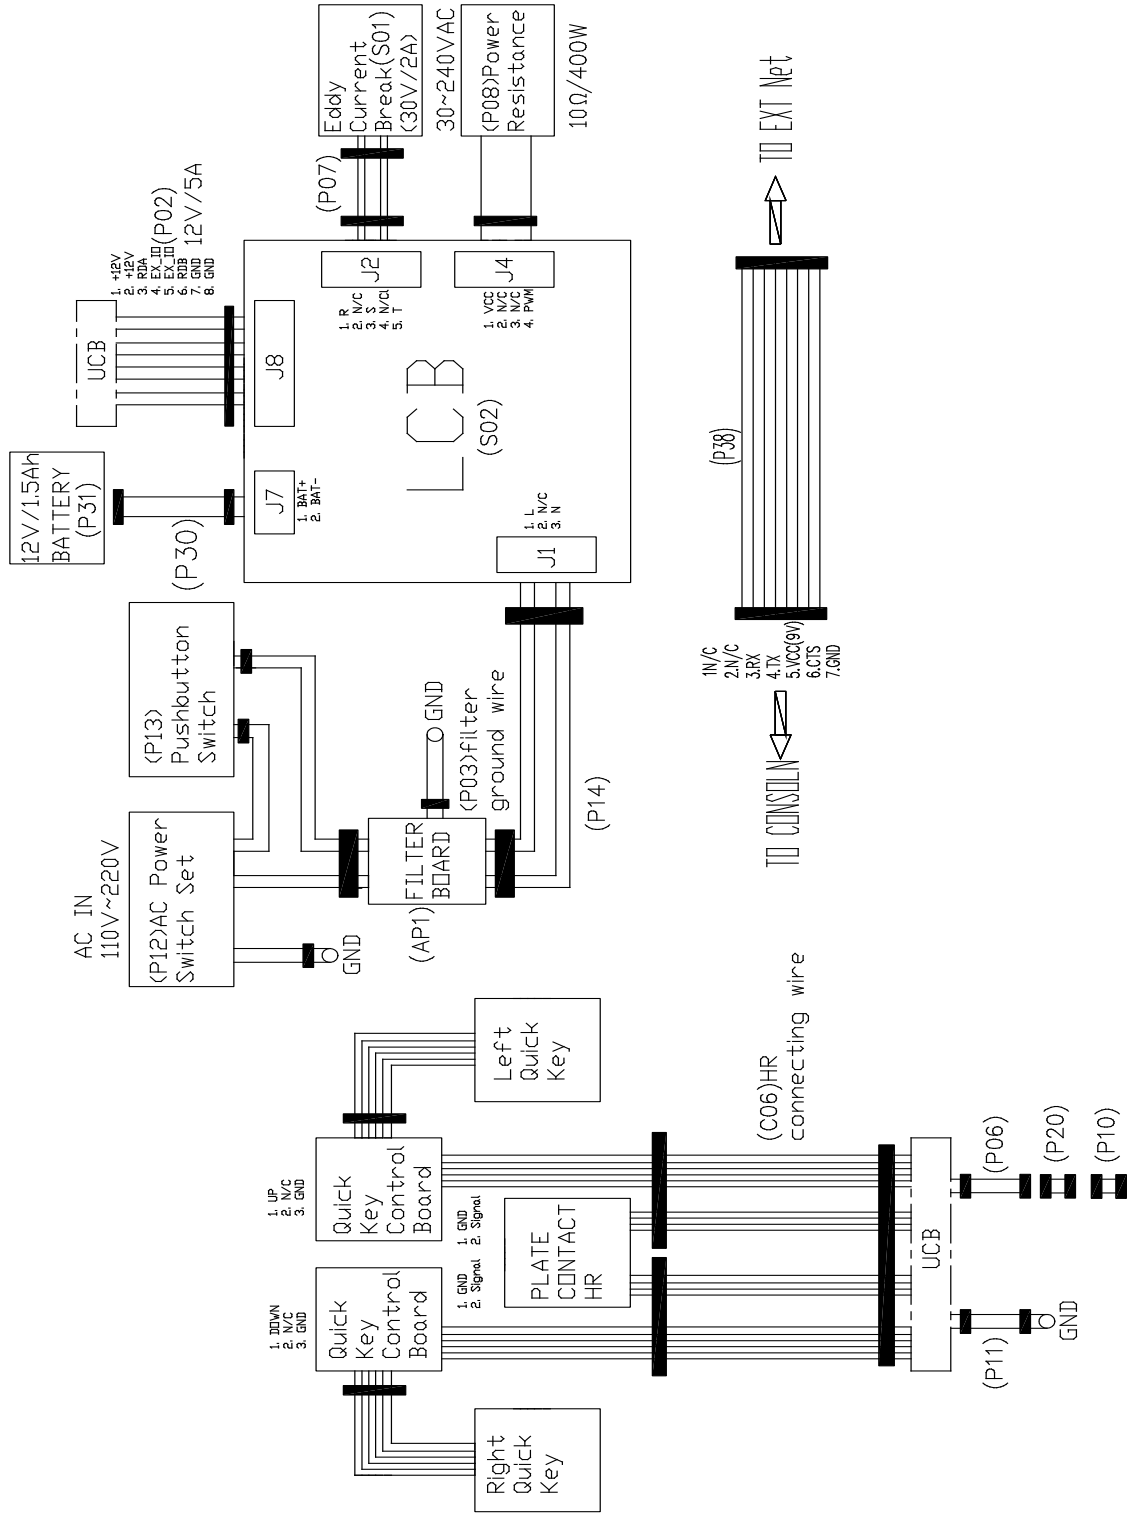 Eddy
Current
Break(S01)
(30V/2A)
30~240VAC
(P08)Power
Resistance
10Ω/400W
(P07)
1. +12V
2. +12V
3. RDA
4. EX_IO
5. EX_IO
6. RDB
7. GND
8. GND
(P02)
12V/5A
UCB
J8
J2
1. R
2. N/C
3. S
4. N/C
5. T
J4
1. VCC
2. N/C
3. N/C
4. PWM
12V/1.5Ah
BATTERY
(P31)
(P30)
J7
1. BAT+
2. BAT-
LCB
(S02)
J1
1. L
2. N/C
3. N
(P13)
Pushbutton
Switch
AC IN
110V~220V
(P12)AC Power
Switch Set
GND
(AP1)
FILTER
BOARD
GND
(P03)filter
ground wire
(P14)
TO EXT Net
(P38)
1N/C
2.N/C
3.RX
4.TX
5.VCC(9V)
6.CTS
7.GND
TO CONSOLN
Left
Quick
Key
1. UP
2. N/C
3. GND
Quick
Key
Control
Board
1. GND
2. Signal
PLATE
CONTACT
HR
1. DOWN
2. N/C
3. GND
Quick
Key
Control
Board
1. GND
2. Signal
Right
Quick
Key
(C06)HR
connecting wire
UCB
(P06)
(P20)
(P10)
(P11)
GND